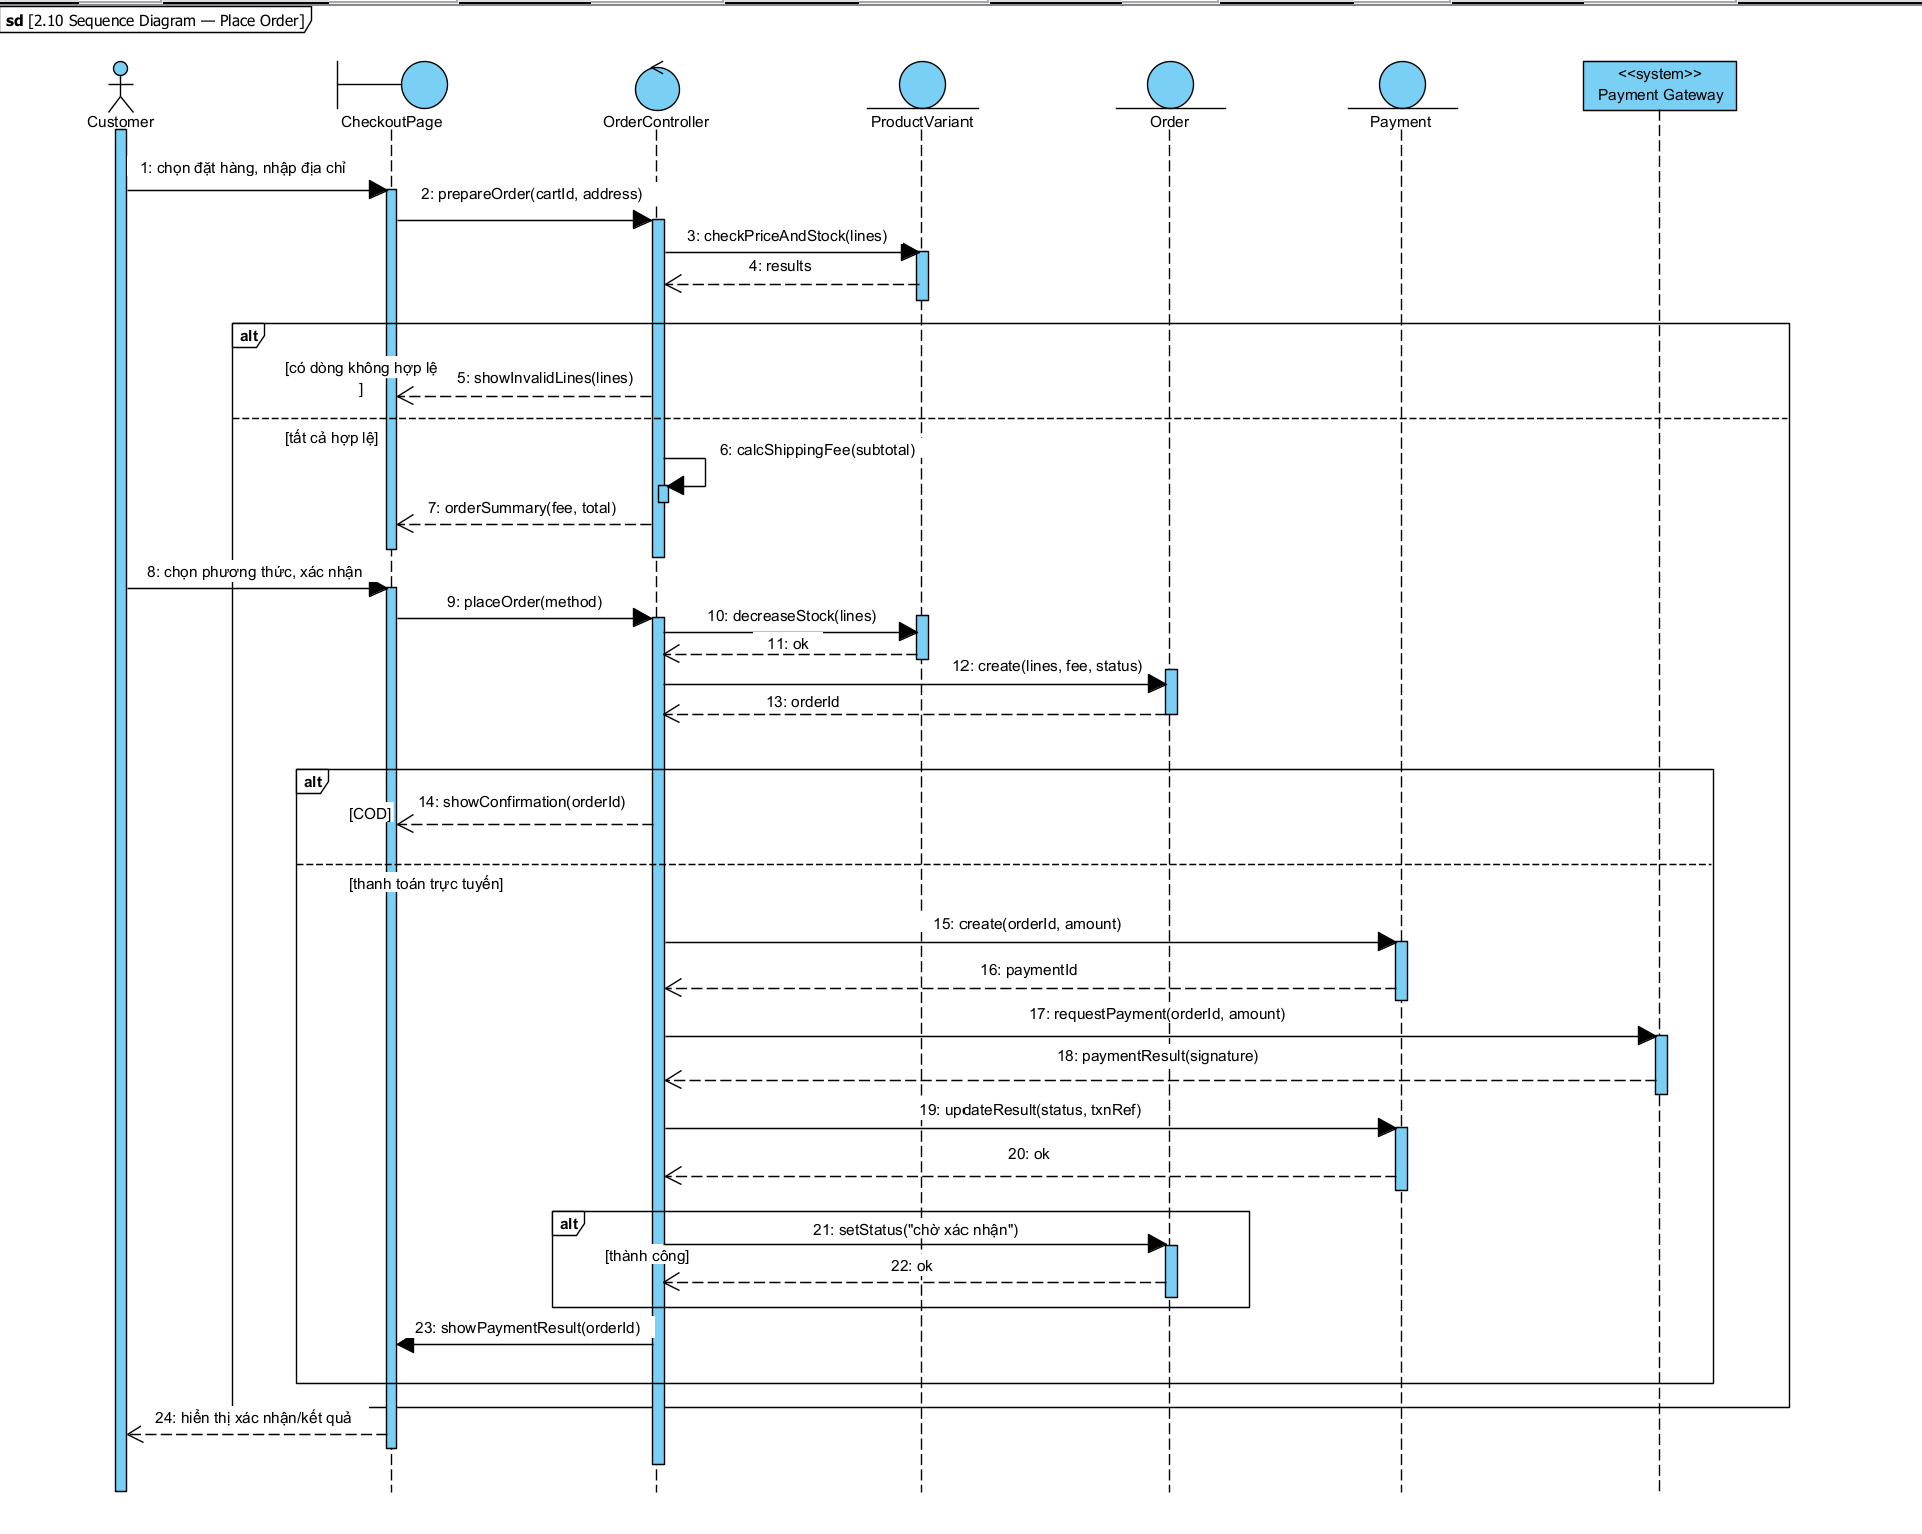 sd [2.10 Sequence Diagram — Place Order]
Customer
CheckoutPage
OrderController
ProductVariant
Order
Payment
<<system>>
Payment Gateway
1: chọn đặt hàng, nhập địa chỉ
2: prepareOrder(cartId, address)
3: checkPriceAndStock(lines)
4: results
alt
[có dòng không hợp lệ
]
5: showInvalidLines(lines)
[tất cả hợp lệ]
6: calcShippingFee(subtotal)
7: orderSummary(fee, total)
8: chọn phương thức, xác nhận
9: placeOrder(method)
10: decreaseStock(lines)
11: ok
12: create(lines, fee, status)
13: orderId
alt
14: showConfirmation(orderId)
[COD]
[thanh toán trực tuyến]
15: create(orderId, amount)
16: paymentId
17: requestPayment(orderId, amount)
18: paymentResult(signature)
19: updateResult(status, txnRef)
20: ok
alt
21: setStatus("chờ xác nhận")
[thành công]
22: ok
23: showPaymentResult(orderId)
24: hiển thị xác nhận/kết quả